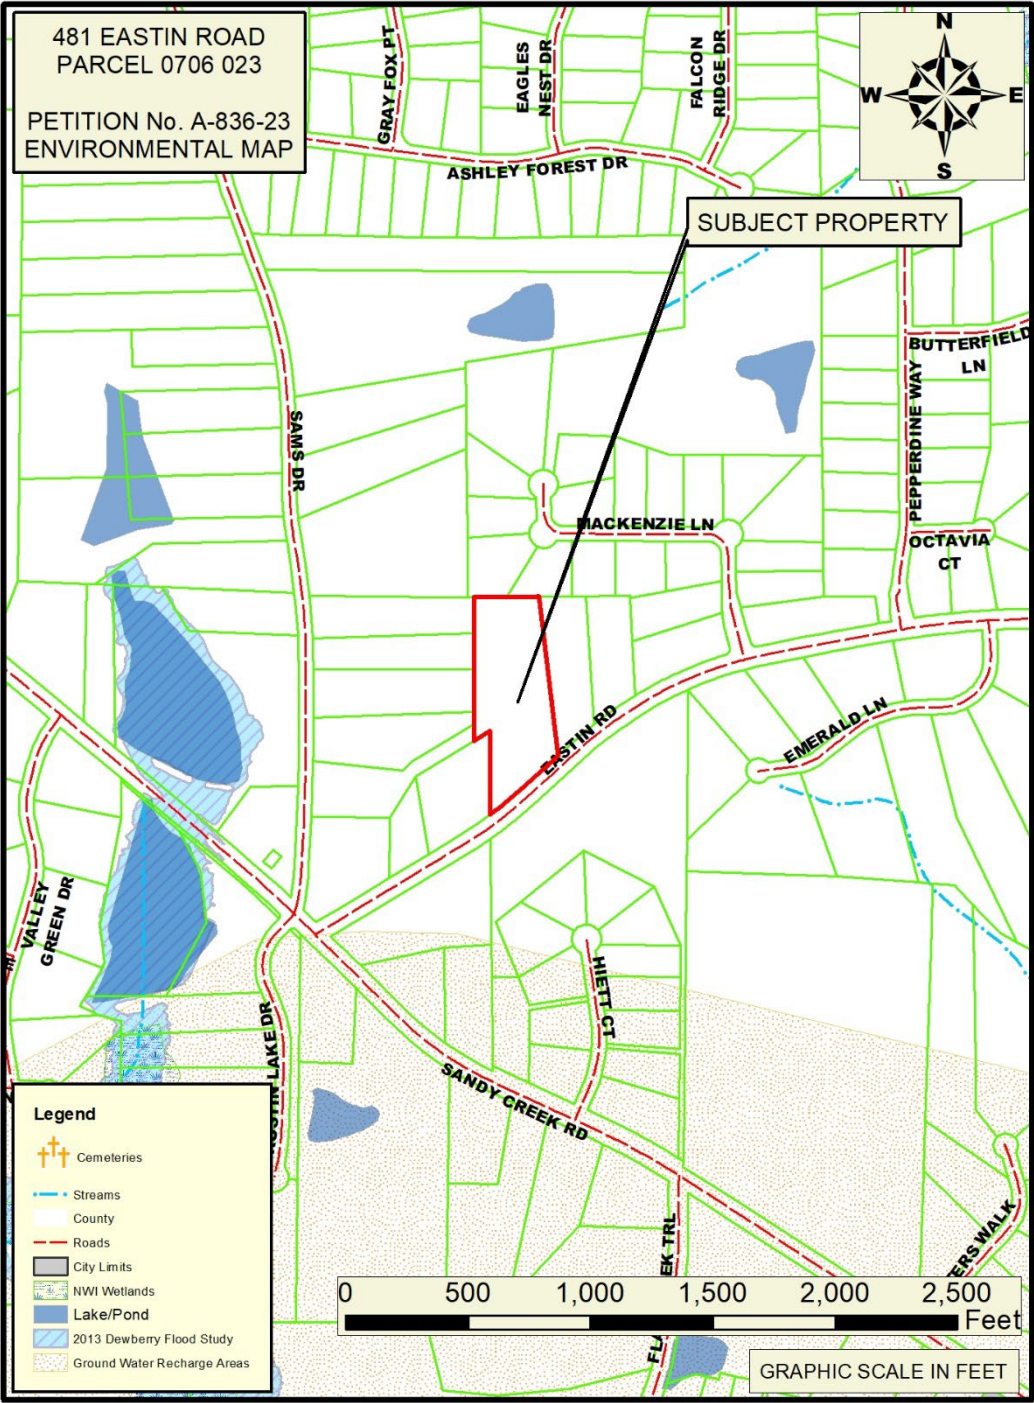 481 EASTIN ROAD
PARCEL 0706 023
PETITION No. A-836-23
ENVIRONMENTAL MAP
GRAY FOX PT
EAGLES
NEST DR
FALCON
RIDGE DR
N
W
E
S
ASHLEY FOREST DR
SUBJECT PROPERTY
BUTTERFIELD
LN
PEPPERDINE WAY
SAMS DR
MACKENZIE LN
OCTAVIA
CT
EASTIN RD
EMERALD LN
VALLEY
GREEN DR
HIETT CT
LAKE DR
SANDY CREEK RD
EK TRL
ERS WALK
FL
Legend
Cemeteries
Streams
County
Roads
City Limits
NWI Wetlands
Lake/Pond
2013 Dewberry Flood Study
Ground Water Recharge Areas
0 500 1,000 1,500 2,000 2,500
Feet
GRAPHIC SCALE IN FEET